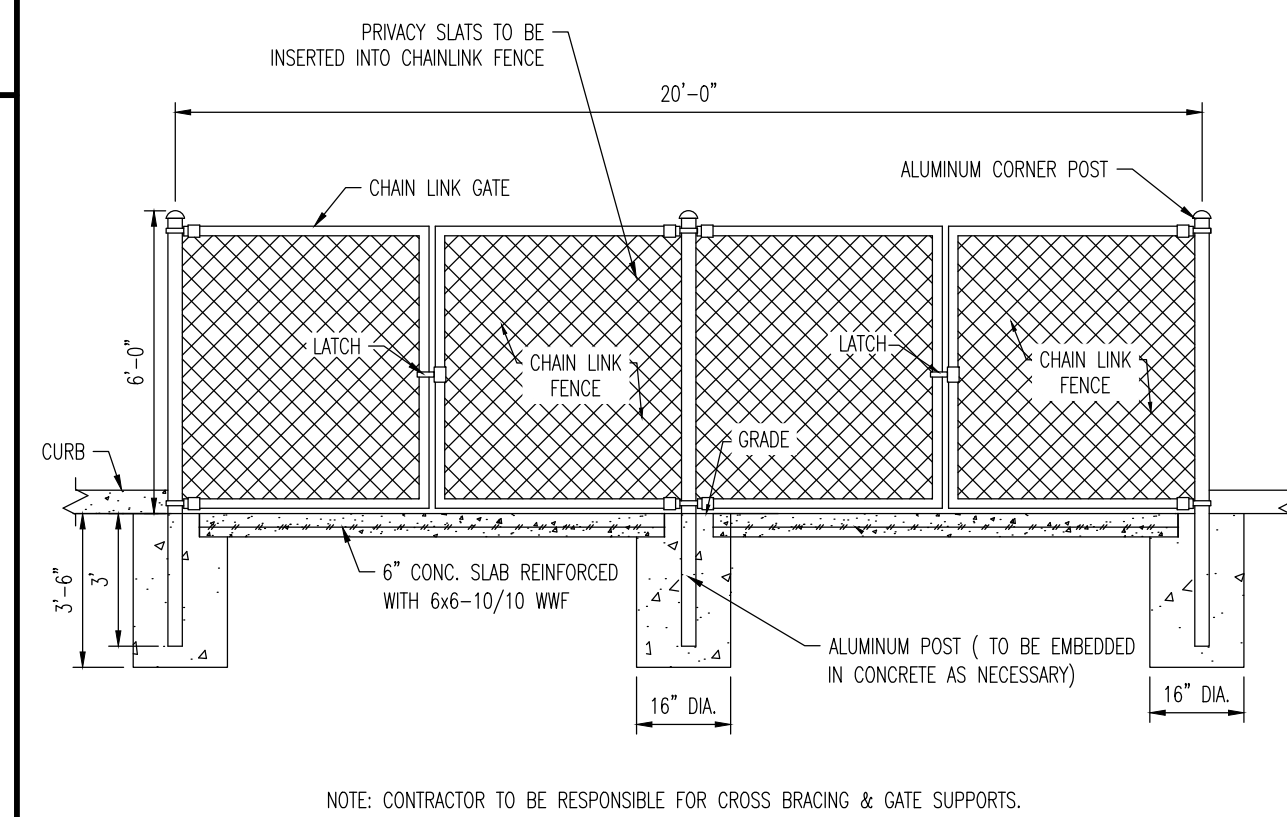 PRIVACY SLATS TO BE
INSERTED INTO CHAINLINK FENCE
20'-0"
CHAIN LINK GATE
ALUMINUM CORNER POST
6'-0"
LATCH
CHAIN LINK
FENCE
LATCH
CHAIN LINK
FENCE
CURB
GRADE
3'-6"
3'
6" CONC. SLAB REINFORCED
WITH 6x6-10/10 WWF
ALUMINUM POST ( TO BE EMBEDDED
IN CONCRETE AS NECESSARY)
16" DIA.
16" DIA.
NOTE: CONTRACTOR TO BE RESPONSIBLE FOR CROSS BRACING & GATE SUPPORTS.